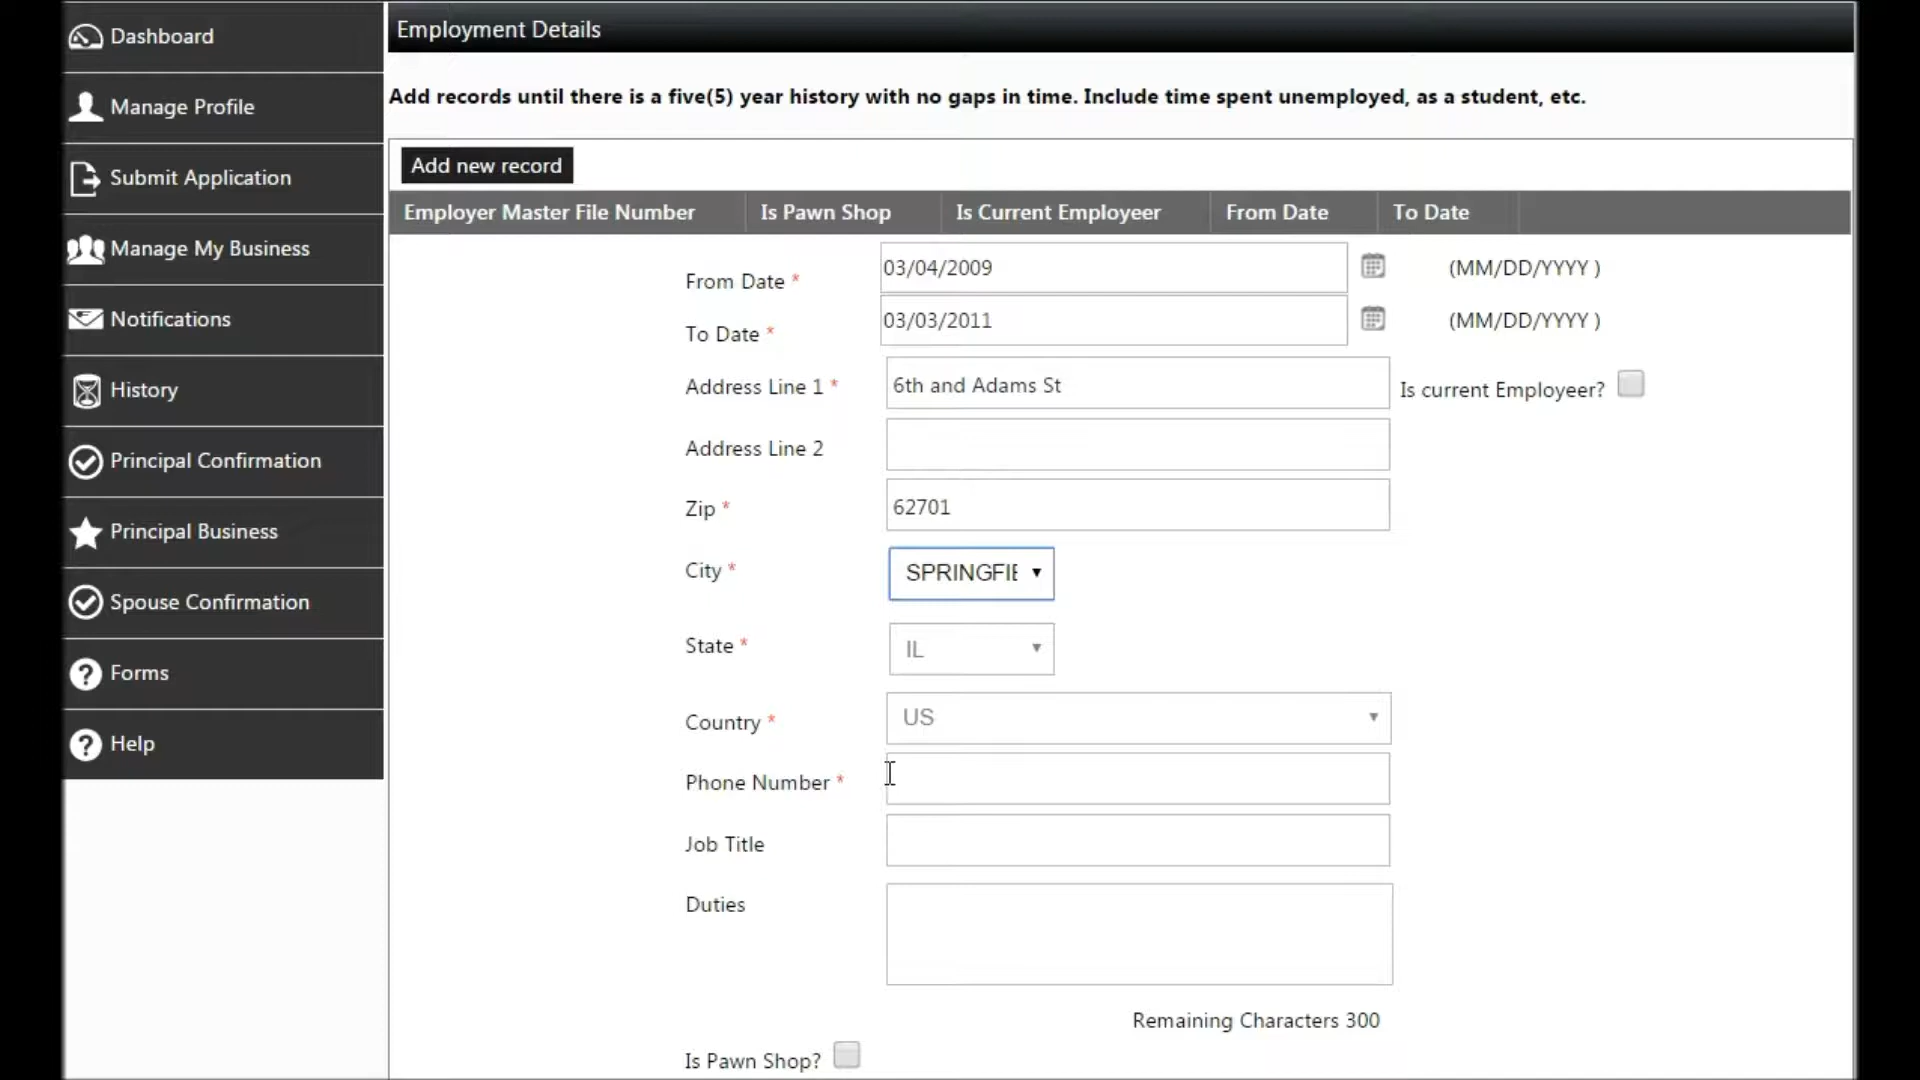 Dashboard
Manage Profile
Submit Application
Manage My Business
Notifications
History
Principal Confirmation
Principal Business
Spouse Confirmation
Forms
Help
Employment Details
Add records until there is a five(5) year history with no gaps in time. Include time spent unemployed, as a student, etc.
Add new record
Employer Master File Number Is Pawn Shop Is Current Employeer From Date To Date
From Date * 03/04/2009 (MM/DD/YYYY )
To Date * 03/03/2011 (MM/DD/YYYY )
Address Line 1 * 6th and Adams St Is current Employeer?
Address Line 2
Zip * 62701
City * SPRINGFIE
State * IL
Country * US
Phone Number *
Job Title
Duties
Remaining Characters 300
Is Pawn Shop?